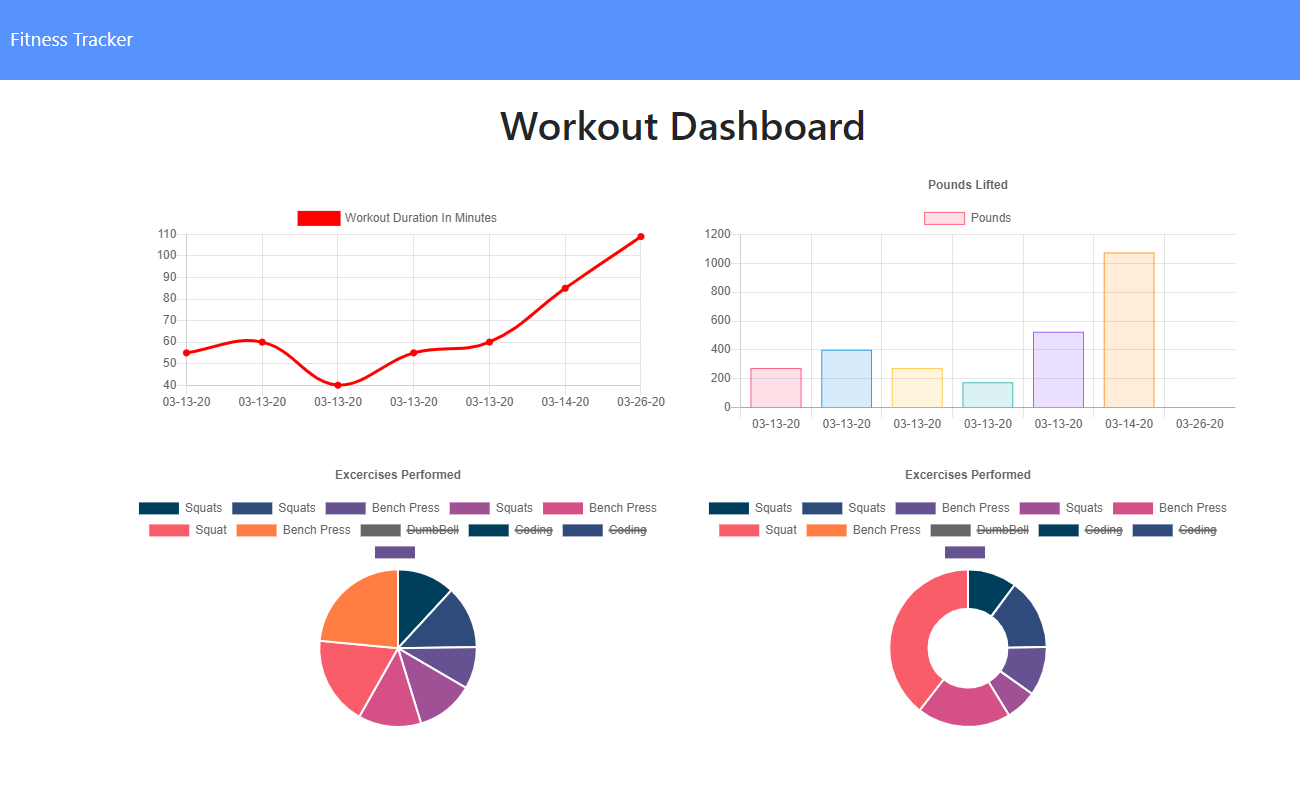 Fitness Tracker
Workout Dashboard
Workout Duration In Minutes
110
100
90
80
70
60
50
40
03-13-20 03-13-20 03-13-20 03-13-20 03-13-20 03-14-20 03-26-20
Pounds Lifted
Pounds
1200
1000
800
600
400
200
0
03-13-20 03-13-20 03-13-20 03-13-20 03-13-20 03-14-20 03-26-20
Excercises Performed
Squats Squats Bench Press Squats Bench Press
Squat Bench Press DumbBell Coding Coding
Excercises Performed
Squats Squats Bench Press Squats Bench Press
Squat Bench Press DumbBell Coding Coding